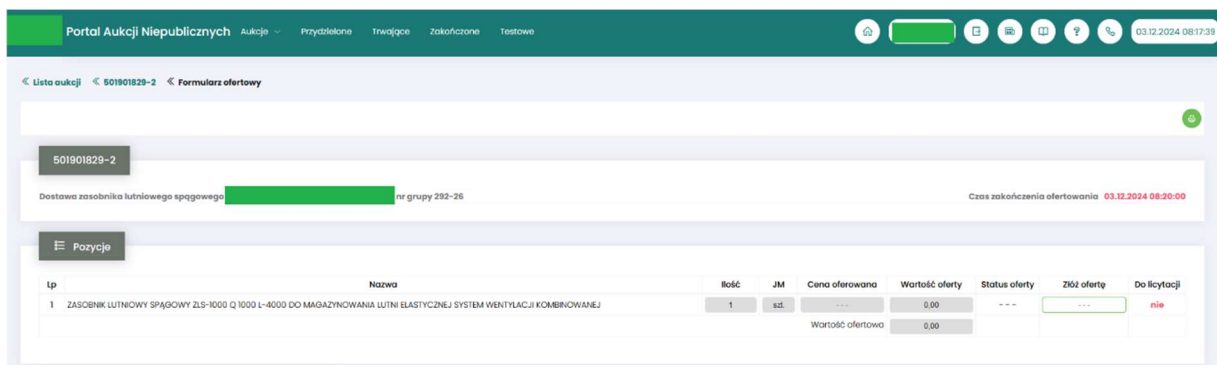 Portal Aukcji Niepublicznych Aukcje Przydzielone Trwające Zakończone Testowe 03.12.2024 08:17:39
« Lista aukcji « 501901829-2 « Formularz ofertowy
501901829-2
Dostawa zasobnika lutniowego spągowego nr grupy 292-26 Czas zakończenia ofertowania 03.12.2024 08:20:00
Pozycje
Lp Nazwa Ilość JM Cena oferowana Wartość oferty Status oferty Złóż ofertę Do licytacji
1 ZASOBNIK LUTNIOWY SPĄGOWY ZLS-1000 Q 1000 L-4000 DO MAGAZYNOWANIA LUTNI ELASTYCZNEJ SYSTEM WENTYLACJI KOMBINOWANEJ 1 szt. --- 0,00 --- --- nie
Wartość ofertowa 0,00